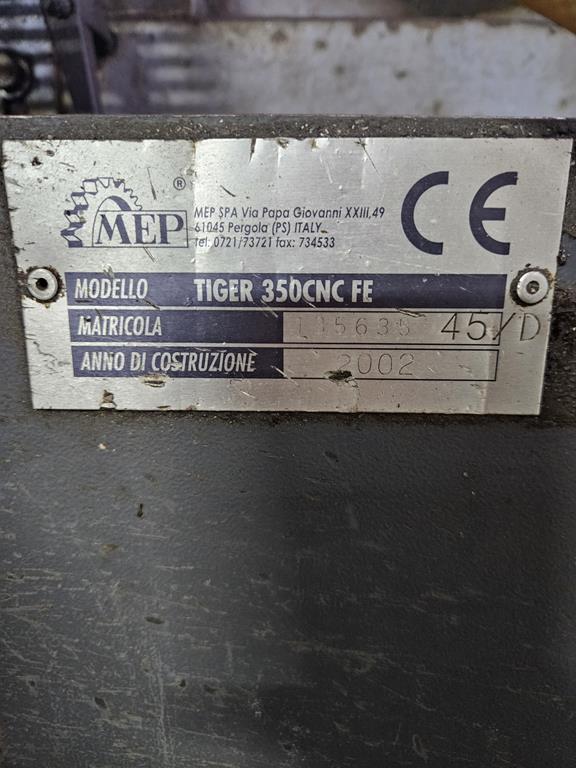 MEP ®
MEP SPA Via Papa Giovanni XXIII,49
61045 Pergola (PS) ITALY
tel: 0721/73721 fax: 734533
CE
MODELLO TIGER 350CNC FE
MATRICOLA 115635 45/D
ANNO DI COSTRUZIONE 2002